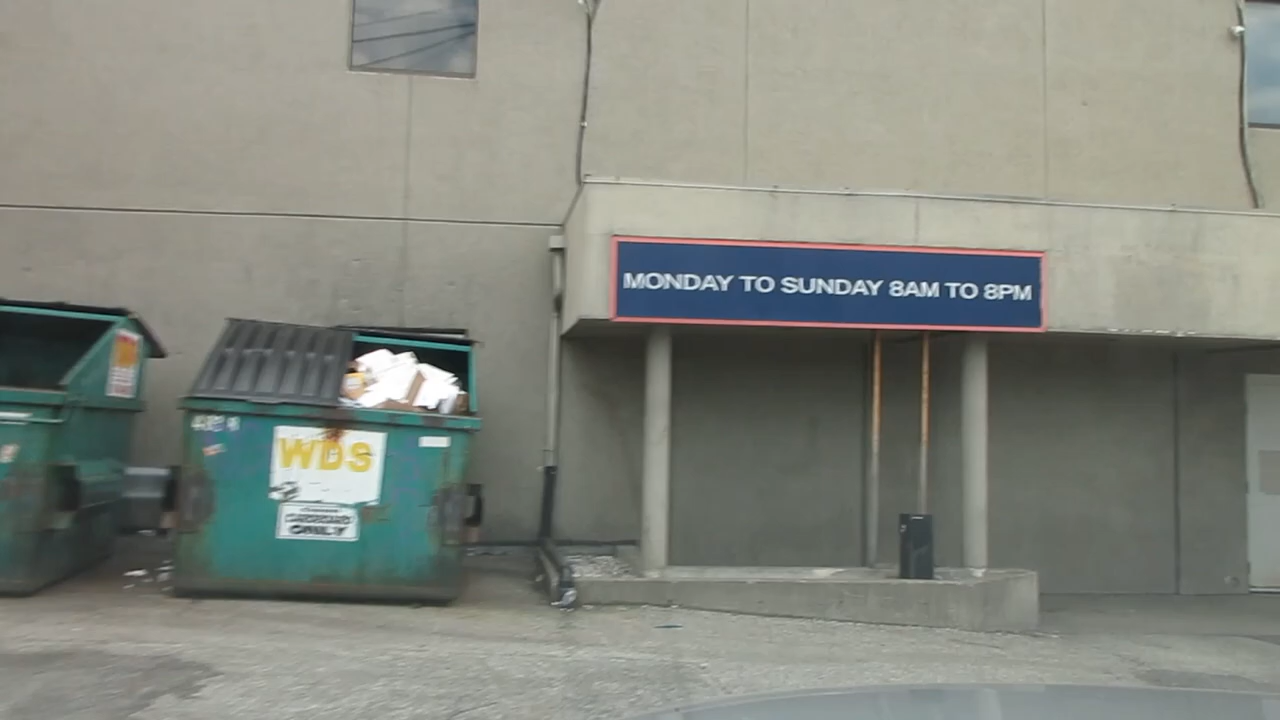 MONDAY TO SUNDAY 8AM TO 8PM
WDS
CARDBOARD
ONLY